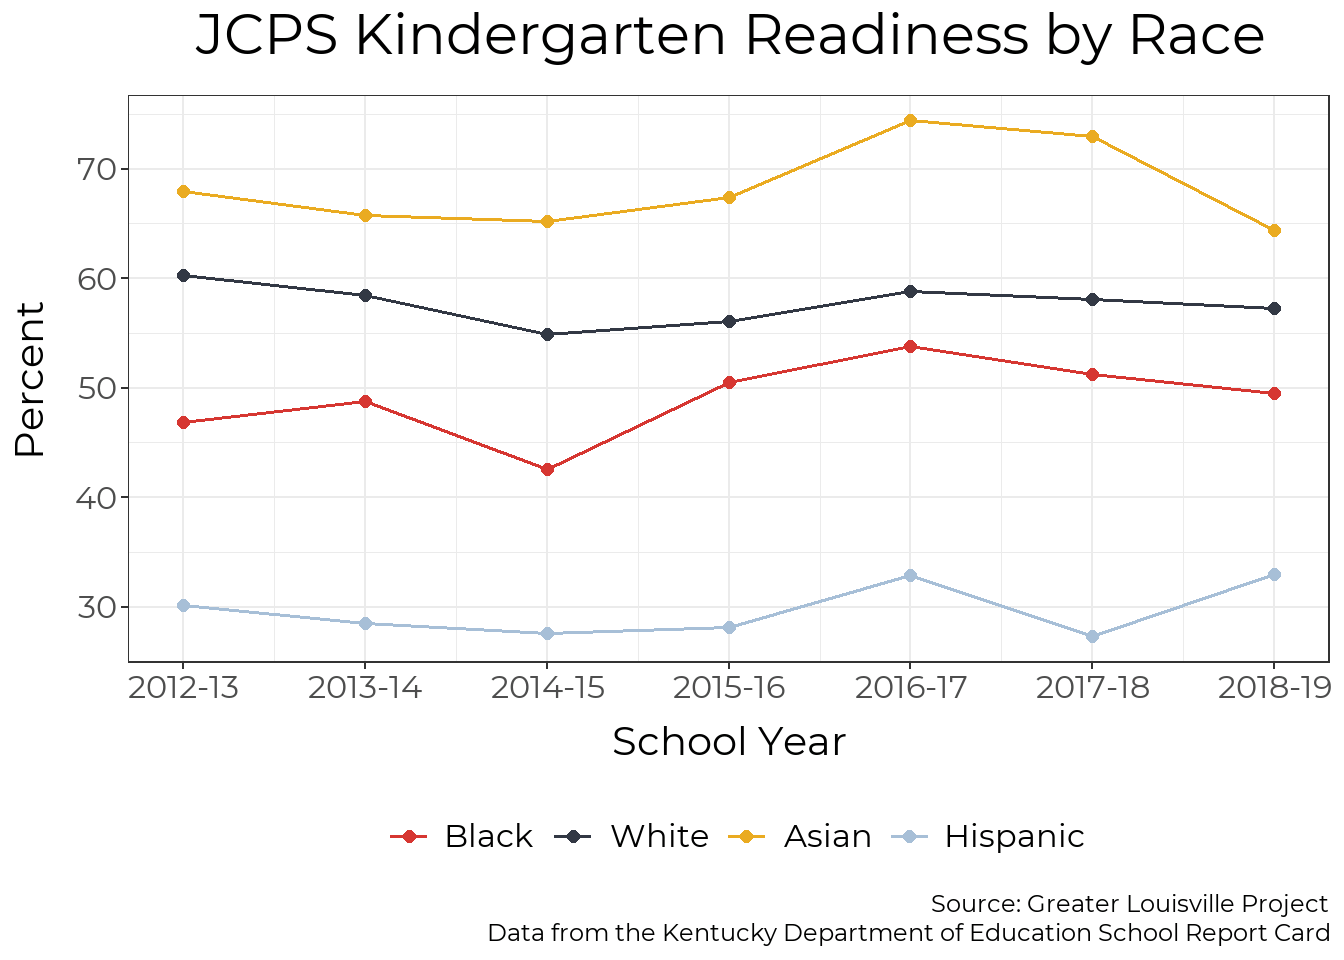 JCPS Kindergarten Readiness by Race
Percent
70
60
50
40
30
2012-13 2013-14 2014-15 2015-16 2016-17 2017-18 2018-19
School Year
Black White Asian Hispanic
Source: Greater Louisville Project
Data from the Kentucky Department of Education School Report Card